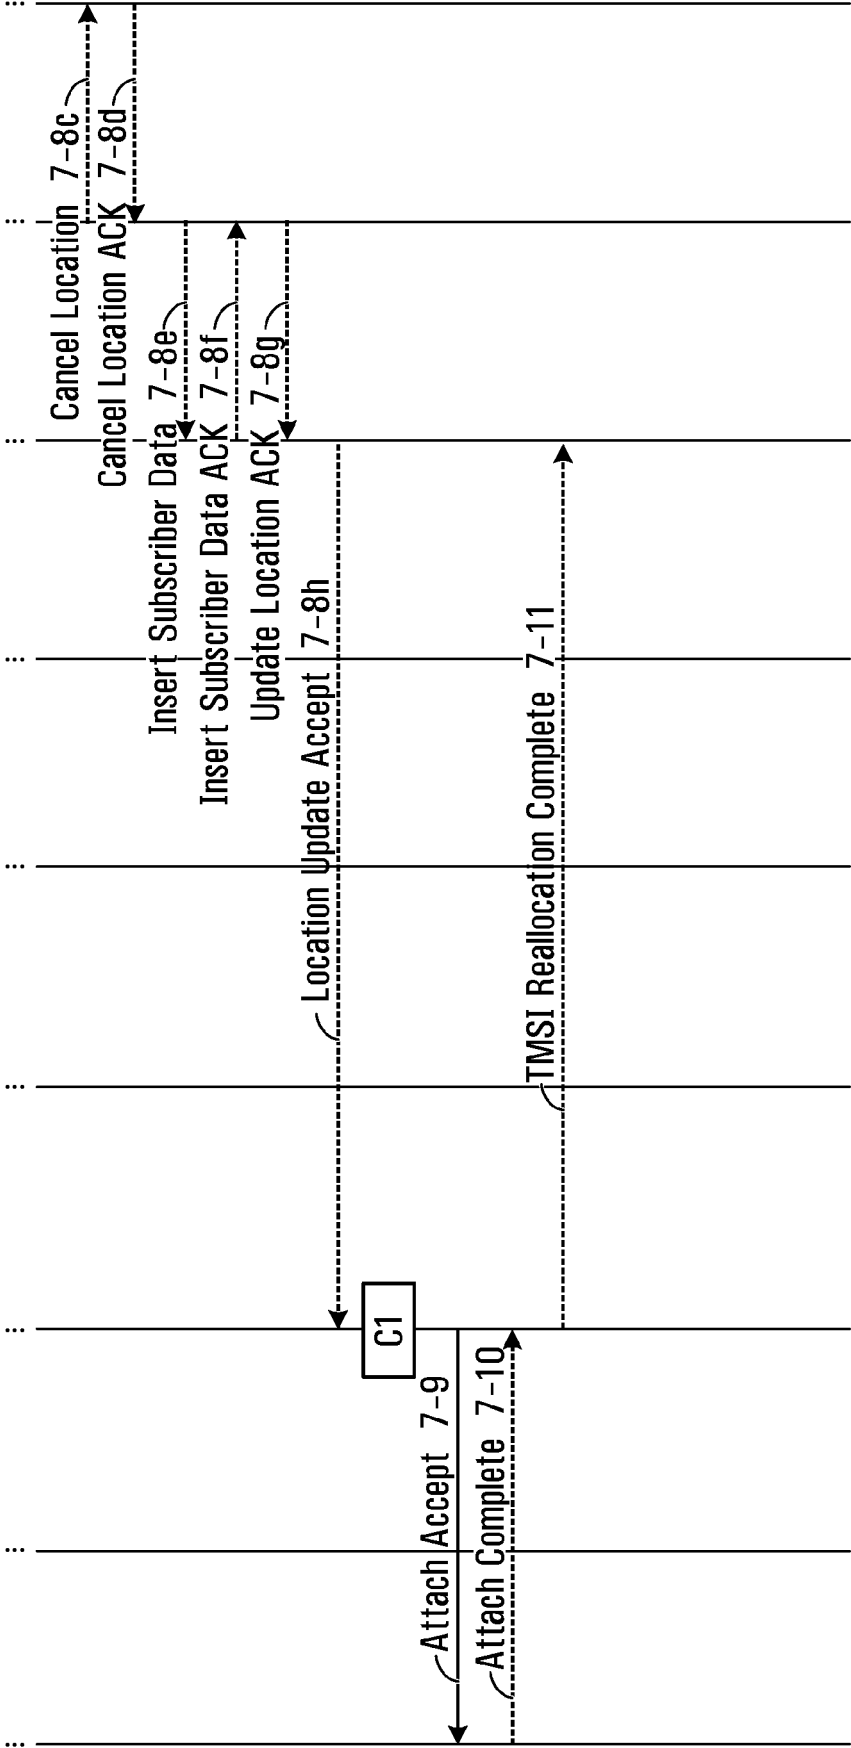 ...
...
...
...
...
...
...
...
...
Cancel Location 7-8c
Cancel Location ACK 7-8d
Insert Subscriber Data 7-8e
Insert Subscriber Data ACK 7-8f
Update Location ACK 7-8g
Location Update Accept 7-8h
C1
Attach Accept 7-9
Attach Complete 7-10
TMSI Reallocation Complete 7-11